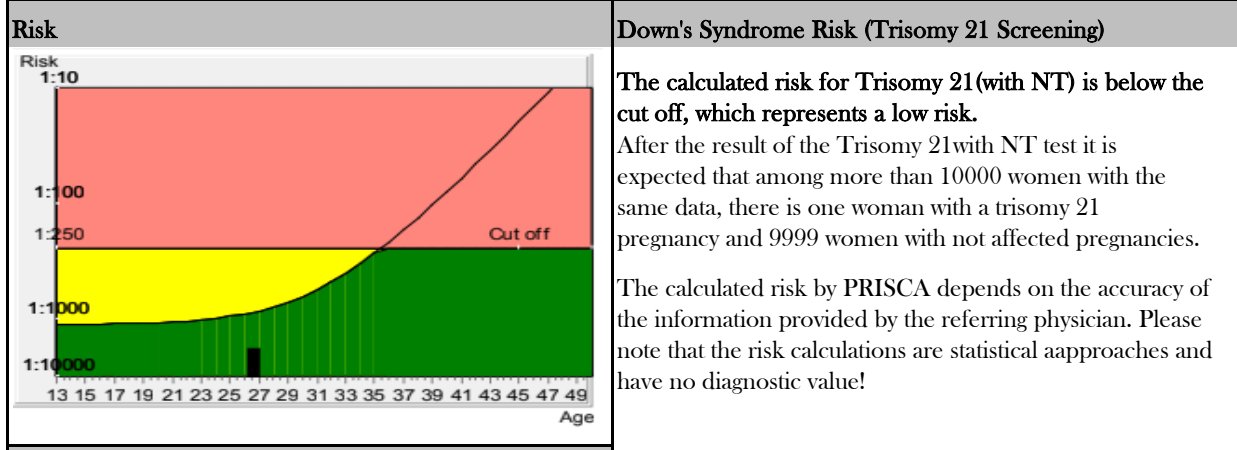 Risk
Risk
1:10
1:100
1:250
Cut off
1:1000
1:10000
13 15 17 19 21 23 25 27 29 31 33 35 37 39 41 43 45 47 49
Age
Down's Syndrome Risk (Trisomy 21 Screening)
The calculated risk for Trisomy 21(with NT) is below the
cut off, which represents a low risk.
After the result of the Trisomy 21with NT test it is
expected that among more than 10000 women with the
same data, there is one woman with a trisomy 21
pregnancy and 9999 women with not affected pregnancies.
The calculated risk by PRISCA depends on the accuracy of
the information provided by the referring physician. Please
note that the risk calculations are statistical aapproaches and
have no diagnostic value!